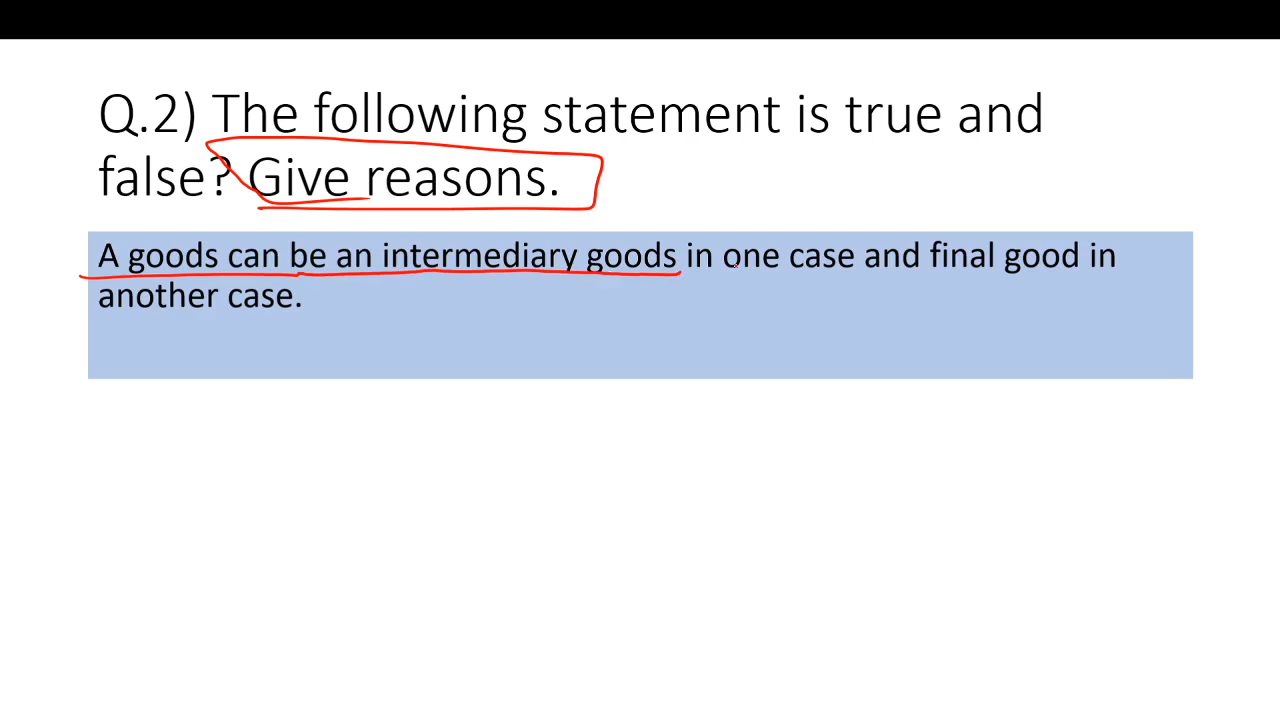 Q.2) The following statement is true and
false? Give reasons.
A goods can be an intermediary goods in one case and final good in
another case.